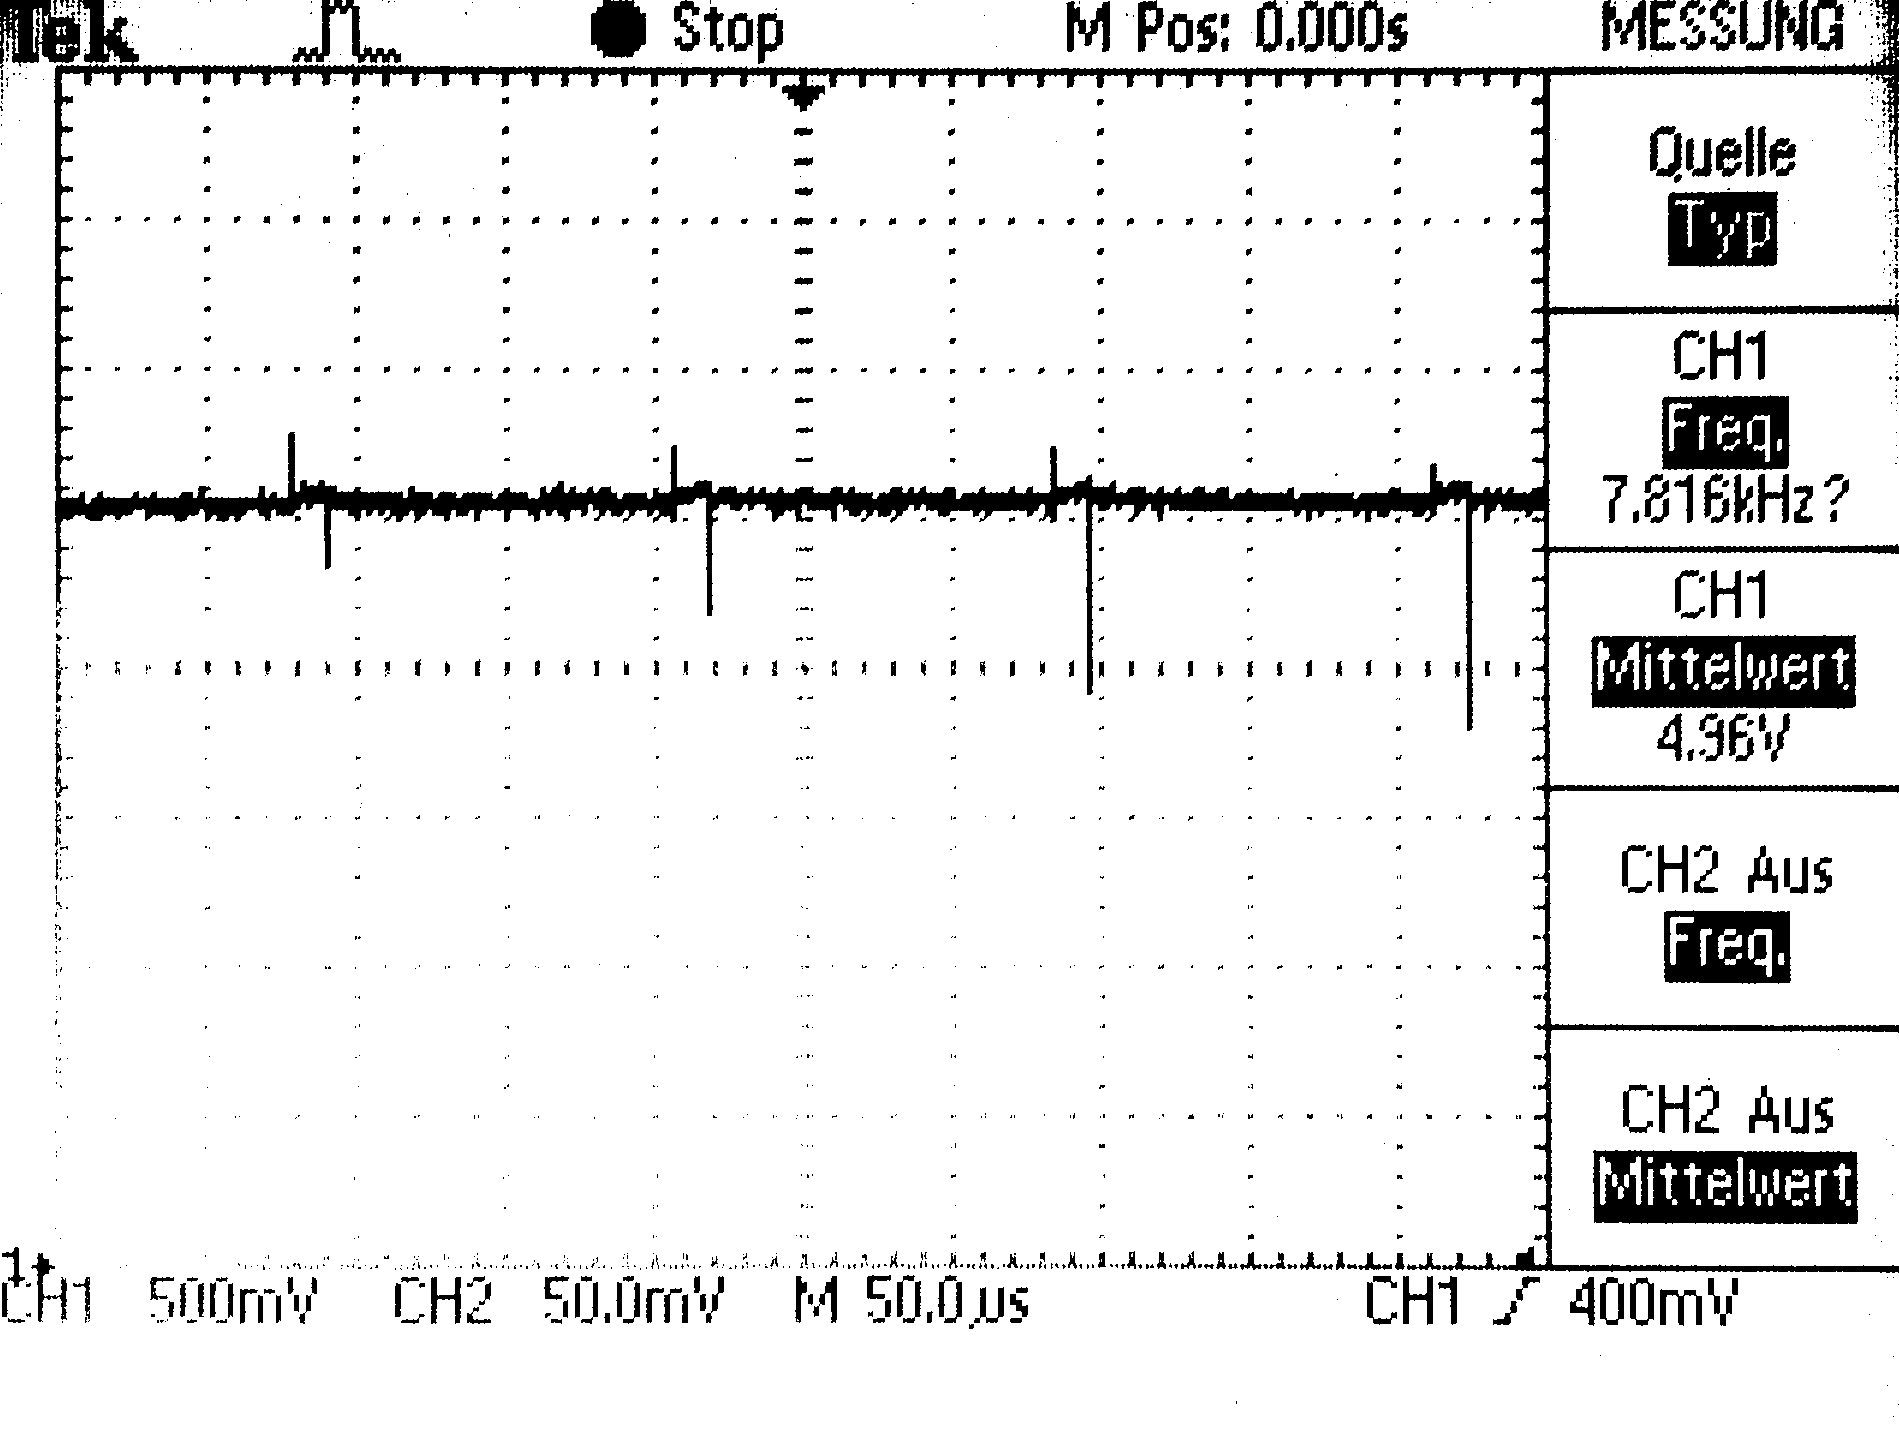 Tek Stop M Pos: 0.000s MESSUNG
Quelle
Typ
CH1
Freq.
7.816kHz?
CH1
Mittelwert
4.96V
CH2 Aus
Freq.
CH2 Aus
Mittelwert
1
CH1 500mV CH2 50.0mV M 50.0µs CH1 400mV